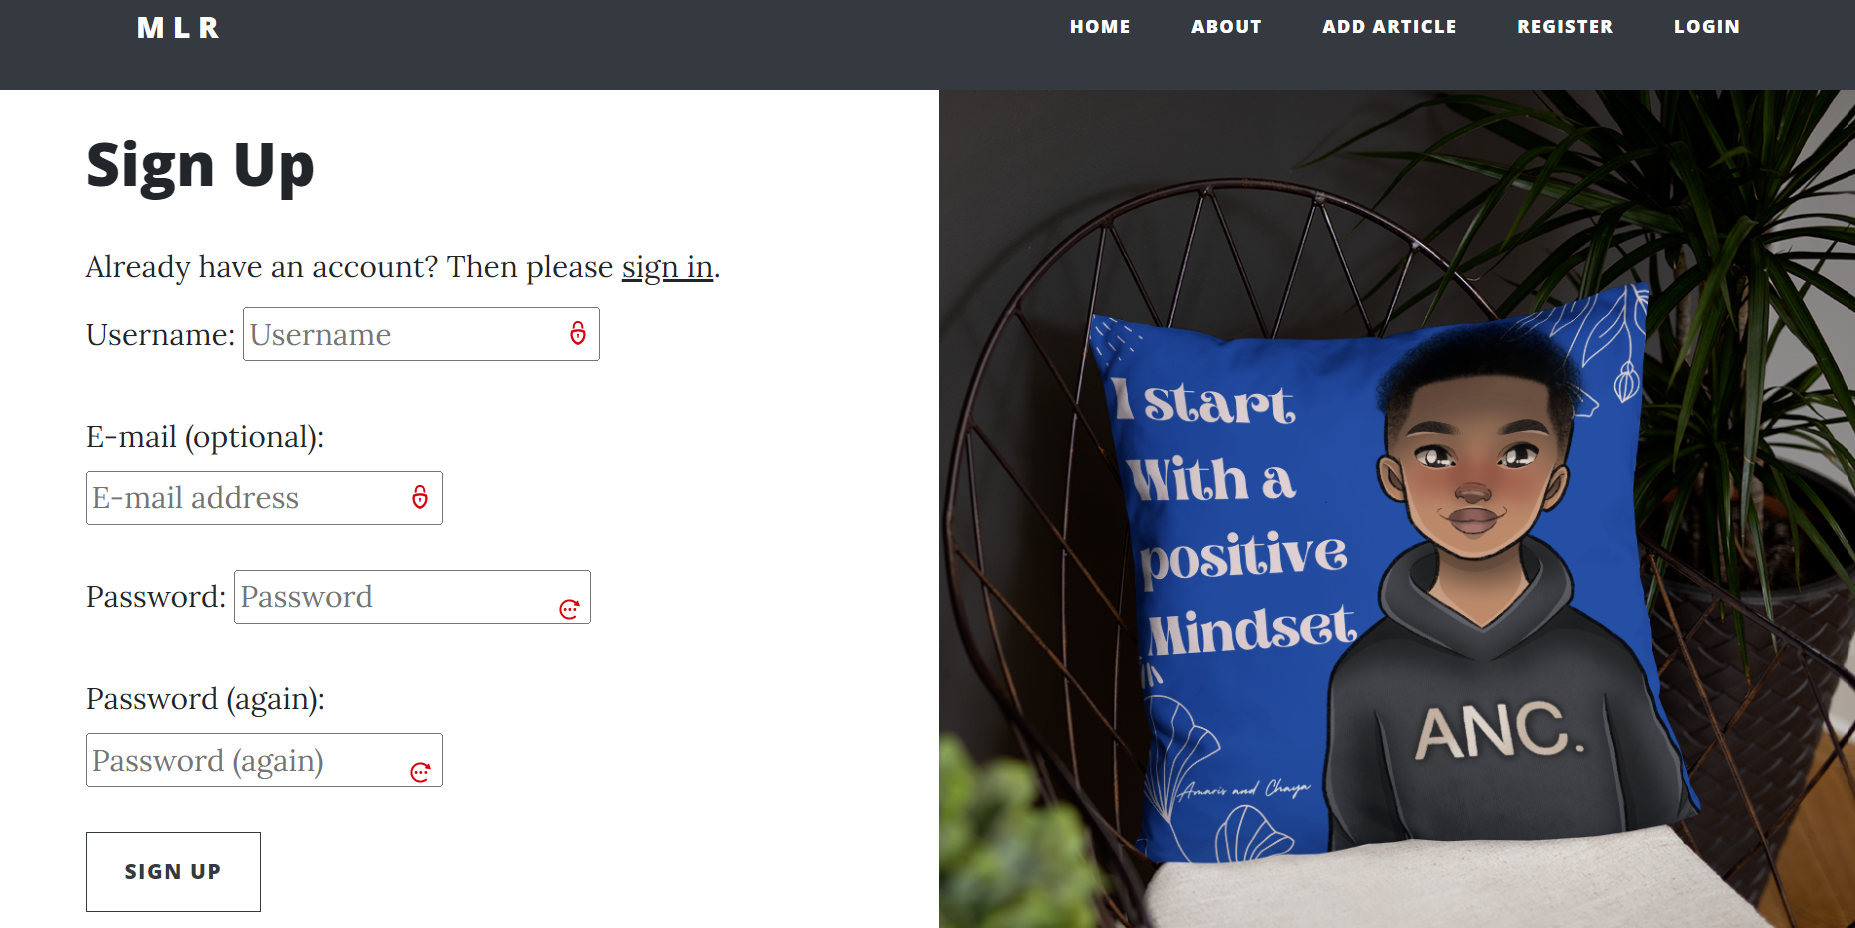 MLR
HOME
ABOUT
ADD ARTICLE
REGISTER
LOGIN
Sign Up
Already have an account? Then please sign in.
Username: Username
E-mail (optional):
E-mail address
Password: Password
Password (again):
Password (again)
SIGN UP
I start
With a
positive
Mindset
ANC.
Amaris and Chaya